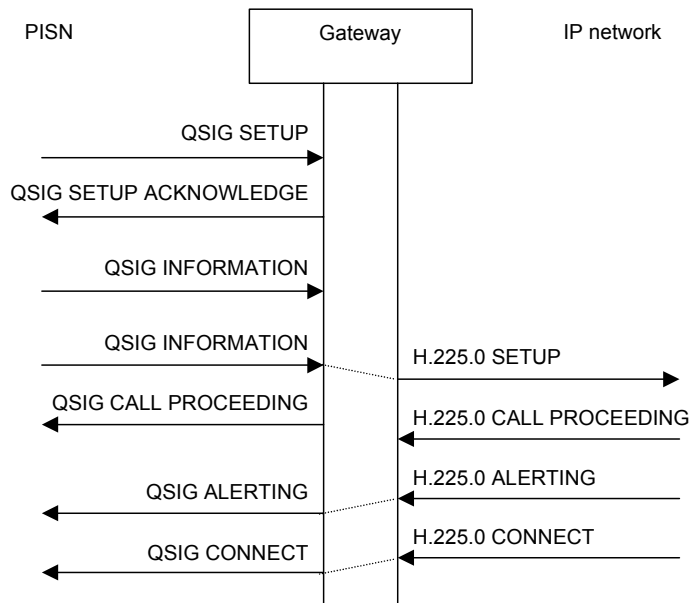 PISN
Gateway
IP network
QSIG SETUP
QSIG SETUP ACKNOWLEDGE
QSIG INFORMATION
QSIG INFORMATION
H.225.0 SETUP
QSIG CALL PROCEEDING
H.225.0 CALL PROCEEDING
QSIG ALERTING
H.225.0 ALERTING
QSIG CONNECT
H.225.0 CONNECT